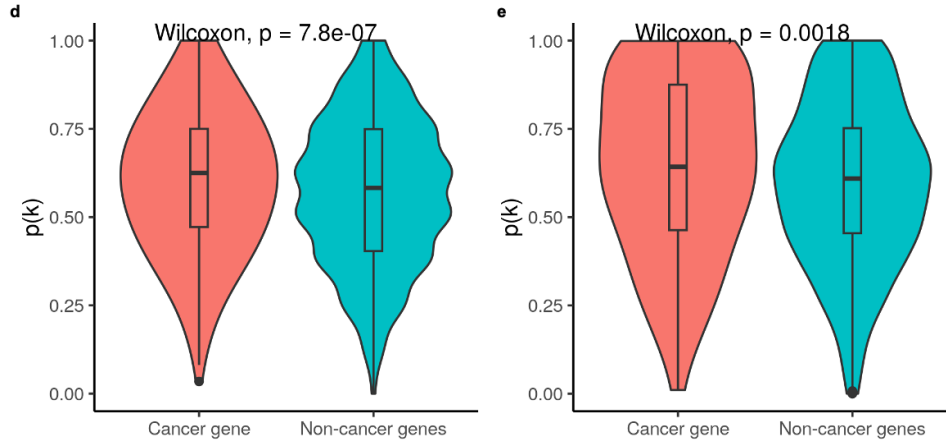 d
Wilcoxon, p = 7.8e-07
1.00
0.75
0.50
0.25
0.00
p(k)
Cancer gene
Non-cancer genes
e
Wilcoxon, p = 0.0018
1.00
0.75
0.50
0.25
0.00
p(k)
Cancer gene
Non-cancer genes